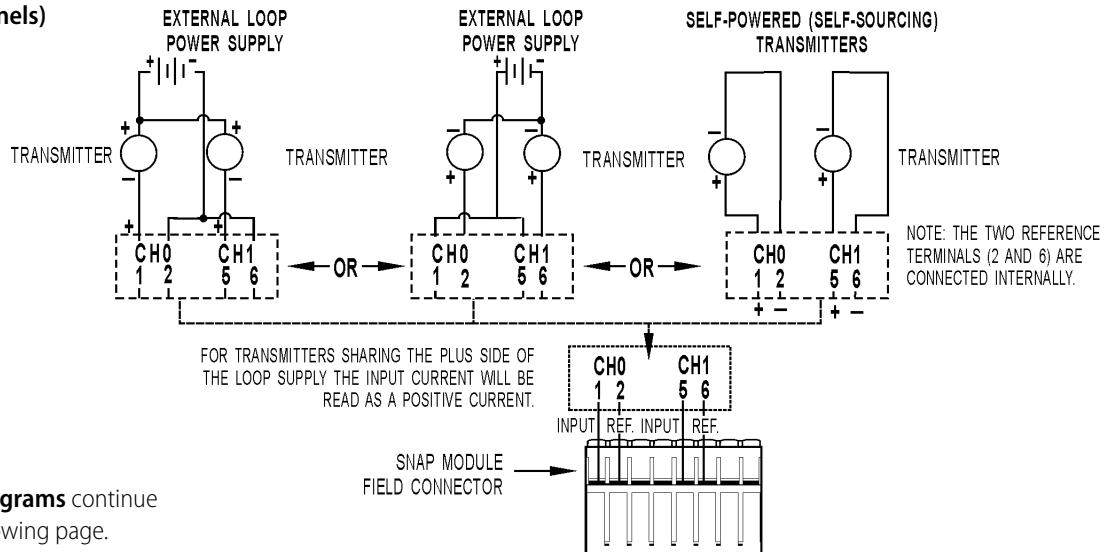 nels)
EXTERNAL LOOP
POWER SUPPLY
EXTERNAL LOOP
POWER SUPPLY
SELF-POWERED (SELF-SOURCING)
TRANSMITTERS
+ -
+ -
+ +
- -
- -
TRANSMITTER
TRANSMITTER
TRANSMITTER
TRANSMITTER
- -
+ +
+ +
+ +
CH0 CH1
1 2 5 6
OR
CH0 CH1
1 2 5 6
OR
CH0 CH1
1 2 5 6
+ - + -
NOTE: THE TWO REFERENCE
TERMINALS (2 AND 6) ARE
CONNECTED INTERNALLY.
FOR TRANSMITTERS SHARING THE PLUS SIDE OF
THE LOOP SUPPLY THE INPUT CURRENT WILL BE
READ AS A POSITIVE CURRENT.
CH0 CH1
1 2 5 6
INPUT REF. INPUT REF.
SNAP MODULE
FIELD CONNECTOR
grams continue
owing page.